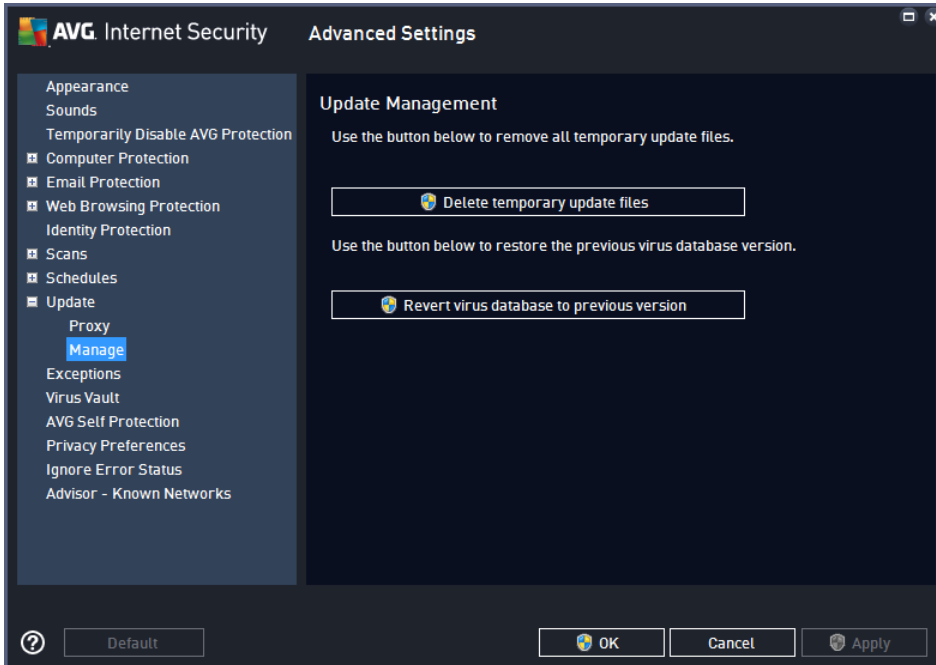 AVG. Internet Security
Advanced Settings
Appearance
Sounds
Temporarily Disable AVG Protection
Computer Protection
Email Protection
Web Browsing Protection
Identity Protection
Scans
Schedules
Update
Proxy
Manage
Exceptions
Virus Vault
AVG Self Protection
Privacy Preferences
Ignore Error Status
Advisor - Known Networks
Update Management
Use the button below to remove all temporary update files.
Delete temporary update files
Use the button below to restore the previous virus database version.
Revert virus database to previous version
?
Default
OK
Cancel
Apply